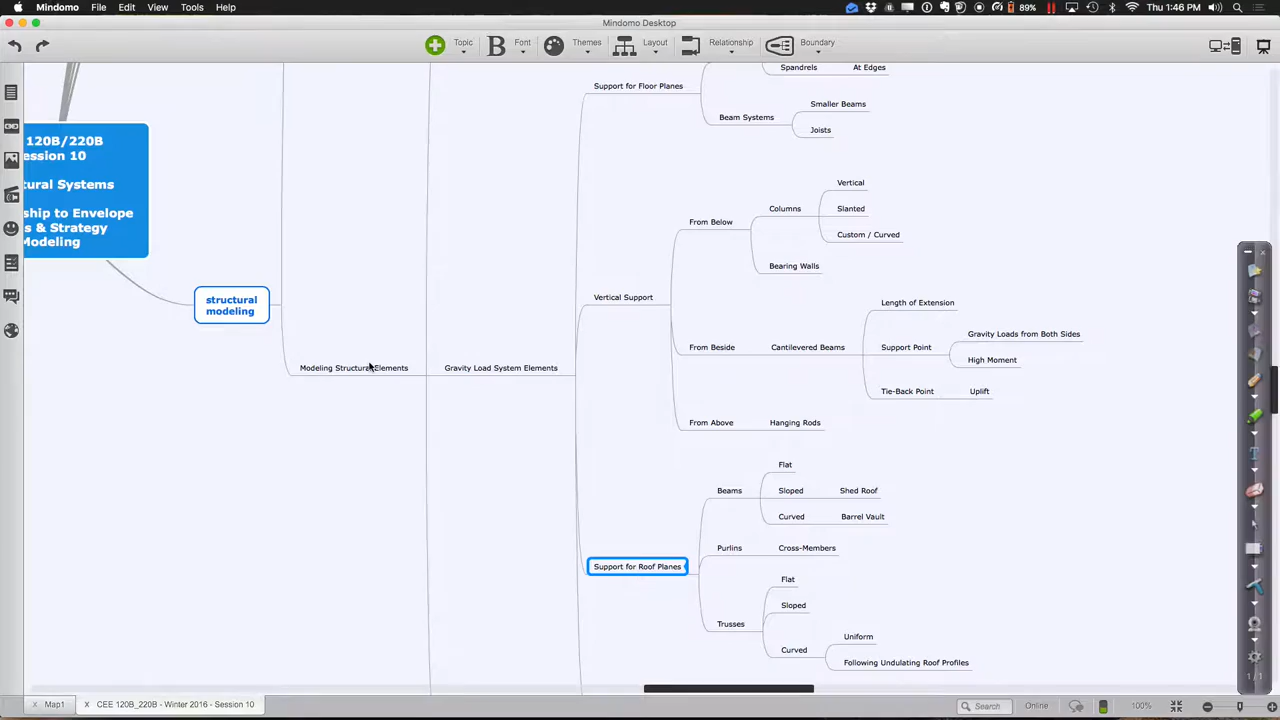 Mindomo File Edit View Tools Help
89% Thu 1:46 PM
Mindomo Desktop
Topic Font Themes Layout Relationship Boundary
120B/220B
ession 10
tural Systems
ship to Envelope
s & Strategy
Modeling
structural
modeling
Modeling Structural Elements
Gravity Load System Elements
Support for Floor Planes
Spandrels At Edges
Beam Systems
Smaller Beams
Joists
Vertical Support
From Below
Columns
Vertical
Slanted
Custom / Curved
Bearing Walls
From Beside
Cantilevered Beams
Length of Extension
Support Point
Gravity Loads from Both Sides
High Moment
Tie-Back Point Uplift
From Above Hanging Rods
Support for Roof Planes
Beams
Flat
Sloped Shed Roof
Curved Barrel Vault
Purlins Cross-Members
Trusses
Flat
Sloped
Curved
Uniform
Following Undulating Roof Profiles
1/1
x Map1 x CEE 120B_220B - Winter 2016 - Session 10
Search Online 100%